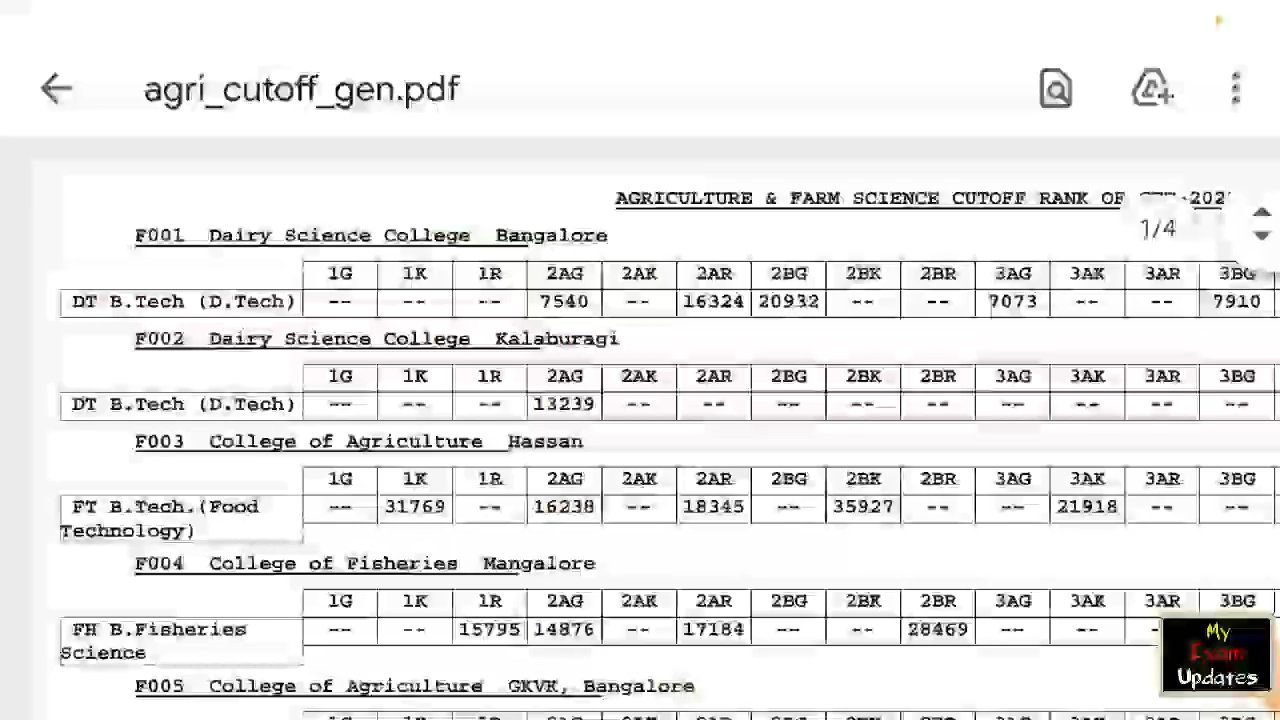 agri_cutoff_gen.pdf
AGRICULTURE & FARM SCIENCE CUTOFF RANK OF
1/4
F001 Dairy Science College Bangalore
1G 1K 1R 2AG 2AK 2AR 2BG 2BK 2BR 3AG 3AK 3AR 3BG
DT B.Tech (D.Tech) -- -- -- 7540 -- 16324 20932 -- -- 7073 -- -- 7910
F002 Dairy Science College Kalaburagi
1G 1K 1R 2AG 2AK 2AR 2BG 2BK 2BR 3AG 3AK 3AR 3BG
DT B.Tech (D.Tech) -- -- -- 13239 -- -- -- -- -- -- -- -- --
F003 College of Agriculture Hassan
1G 1K 1R 2AG 2AK 2AR 2BG 2BK 2BR 3AG 3AK 3AR 3BG
FT B.Tech.(Food -- 31769 -- 16238 -- 18345 -- 35927 -- -- 21918 -- --
Technology)
F004 College of Fisheries Mangalore
1G 1K 1R 2AG 2AK 2AR 2BG 2BK 2BR 3AG 3AK 3AR 3BG
FH B.Fisheries -- -- 15795 14876 -- 17184 -- -- 28469 -- --
Science
My
Exam
Updates
F005 College of Agriculture GKVK, Bangalore